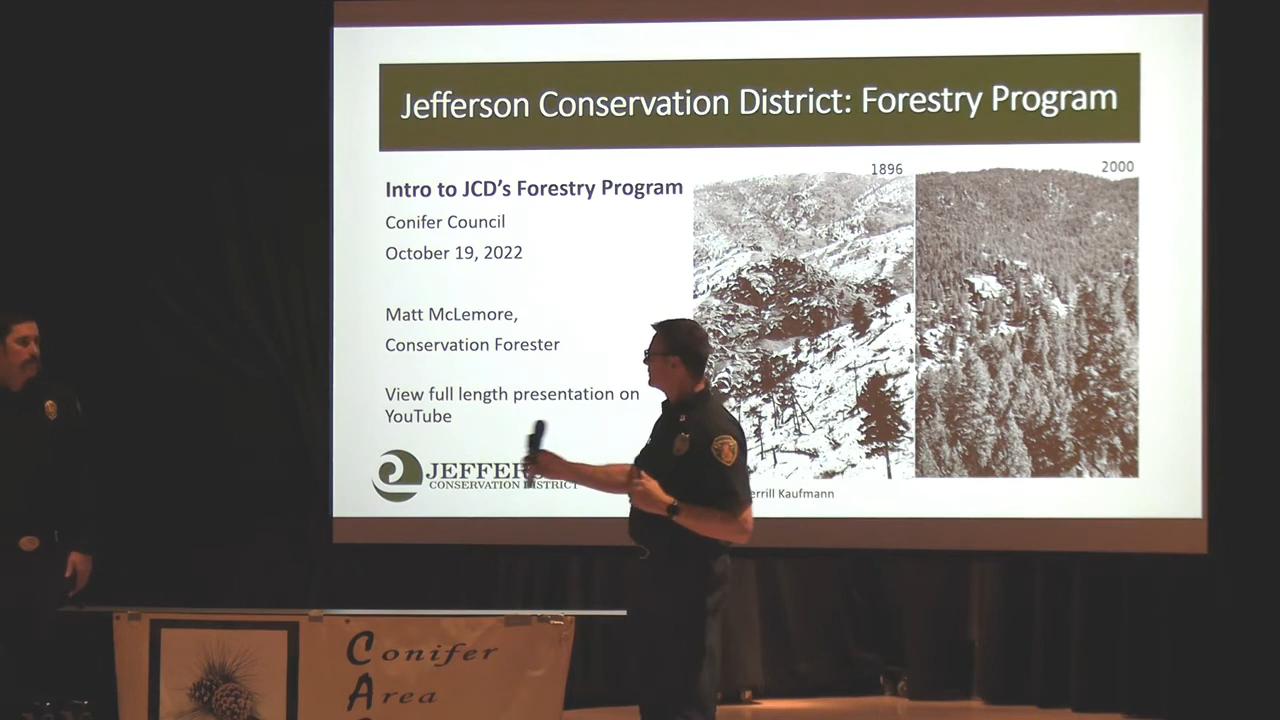 Jefferson Conservation District: Forestry Program
Intro to JCD's Forestry Program
Conifer Council
October 19, 2022
Matt McLemore,
Conservation Forester
View full length presentation on
YouTube
1896
2000
CONSERVATION DISTRICT
Kaufmann
Conifer
Area